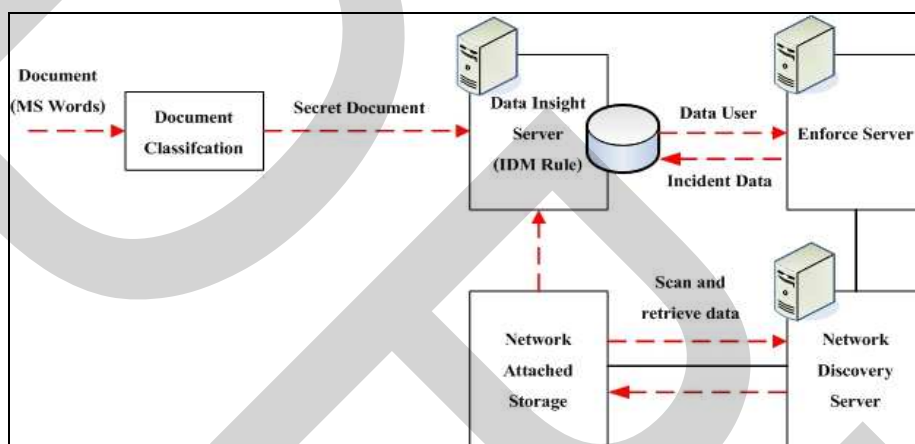 Document
(MS Words)
Document
Classifcation
Secret Document
Data Insight
Server
(IDM Rule)
Data User
Incident Data
Enforce Server
Scan and
retrieve data
Network
Attached
Storage
Network
Discovery
Server